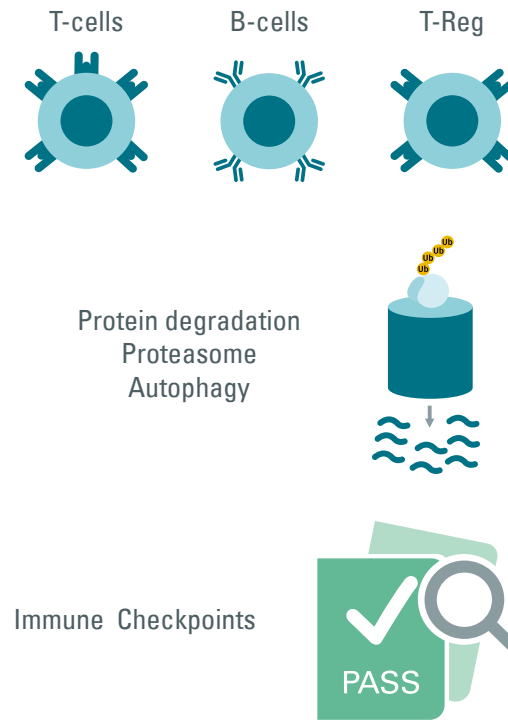 T-cells
B-cells
T-Reg
Ub
Ub
Ub
Ub
Protein degradation
Proteasome
Autophagy
Immune Checkpoints
PASS